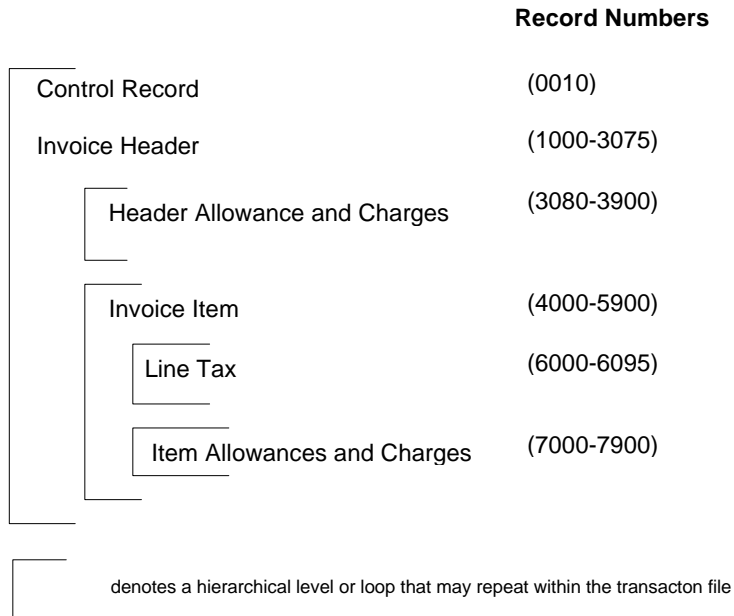 Record Numbers
Control Record (0010)
Invoice Header (1000-3075)
Header Allowance and Charges (3080-3900)
Invoice Item (4000-5900)
Line Tax (6000-6095)
Item Allowances and Charges (7000-7900)
denotes a hierarchical level or loop that may repeat within the transacton file